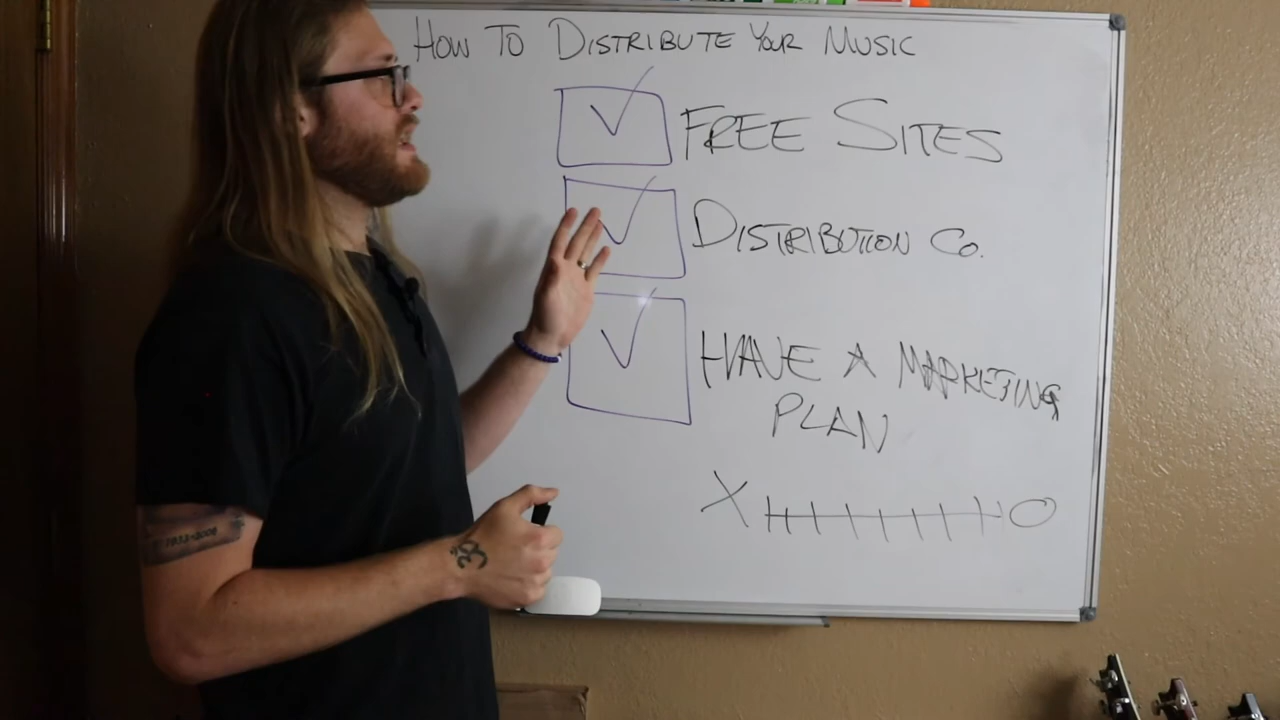 How To Distribute Your Music
Free Sites
Distribution Co.
Have A Marketing
Plan
X
O